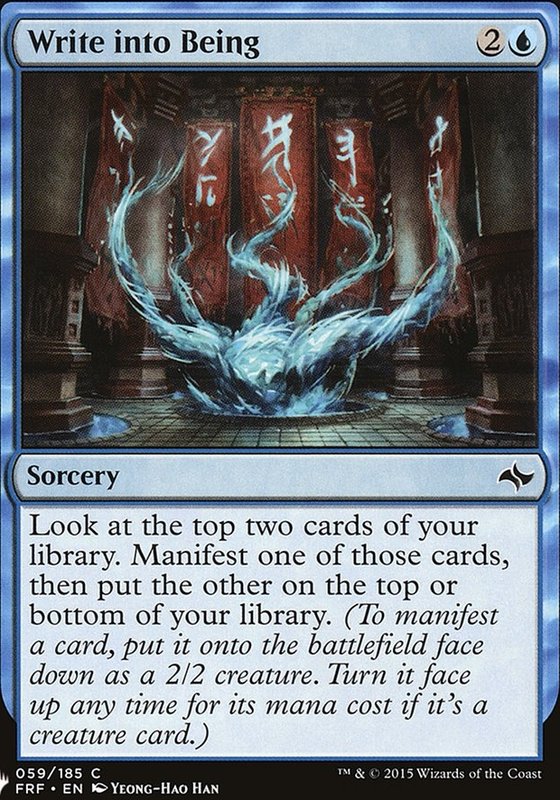 Write into Being 2
Sorcery
Look at the top two cards of your
library. Manifest one of those cards,
then put the other on the top or
bottom of your library. (To manifest
a card, put it onto the battlefield face
down as a 2/2 creature. Turn it face
up any time for its mana cost if it's a
creature card.)
059/185 C
FRF • EN Yeong-Hao Han
™ & © 2015 Wizards of the Coast